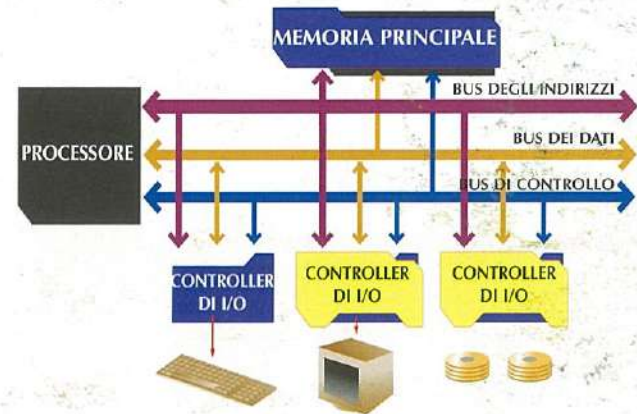 MEMORIA PRINCIPALE
BUS DEGLI INDIRIZZI
PROCESSORE
BUS DEI DATI
BUS DI CONTROLLO
CONTROLLER
DI I/O
CONTROLLER
DI I/O
CONTROLLER
DI I/O